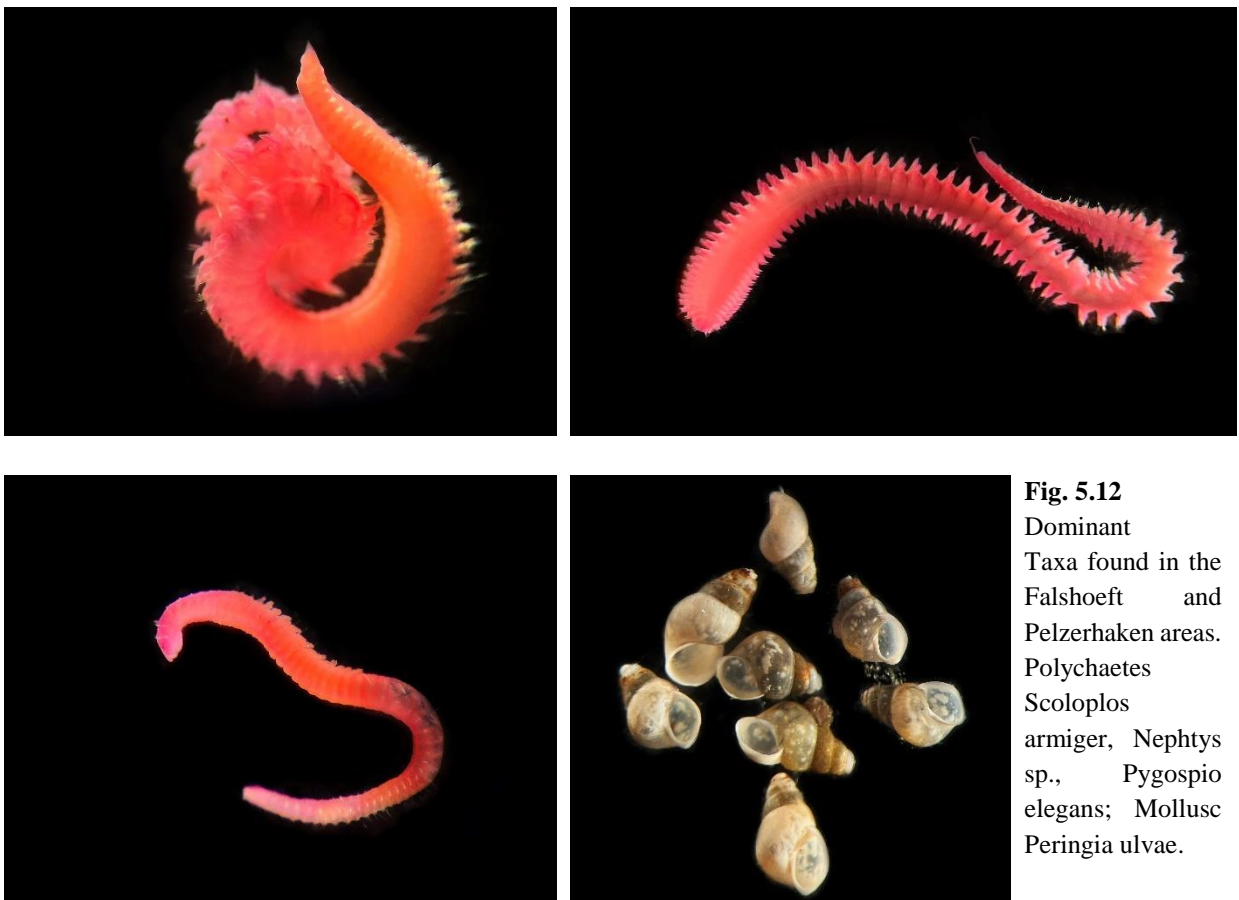 Fig. 5.12
Dominant
Taxa found in the
Falshoeft and
Pelzerhaken areas.
Polychaetes
Scoloplos
armiger, Nephtys
sp., Pygospio
elegans; Mollusc
Peringia ulvae.